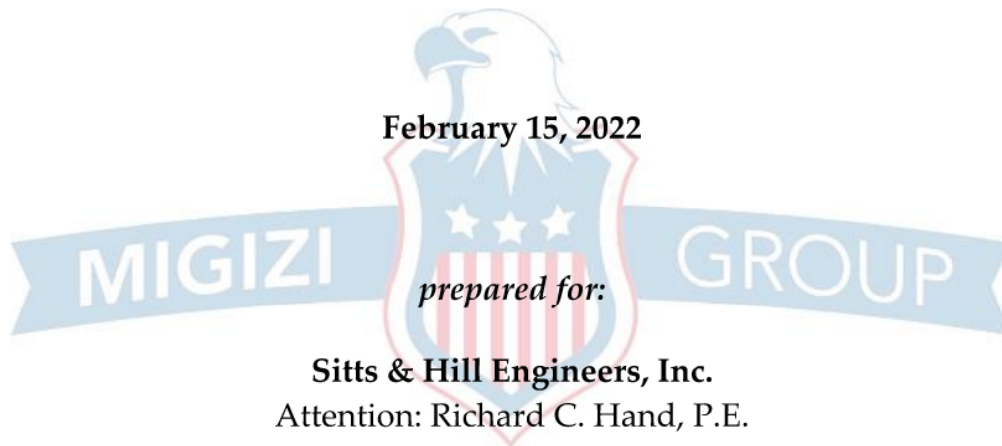 February 15, 2022
MIGIZI GROUP
prepared for:
Sitts & Hill Engineers, Inc.
Attention: Richard C. Hand, P.E.